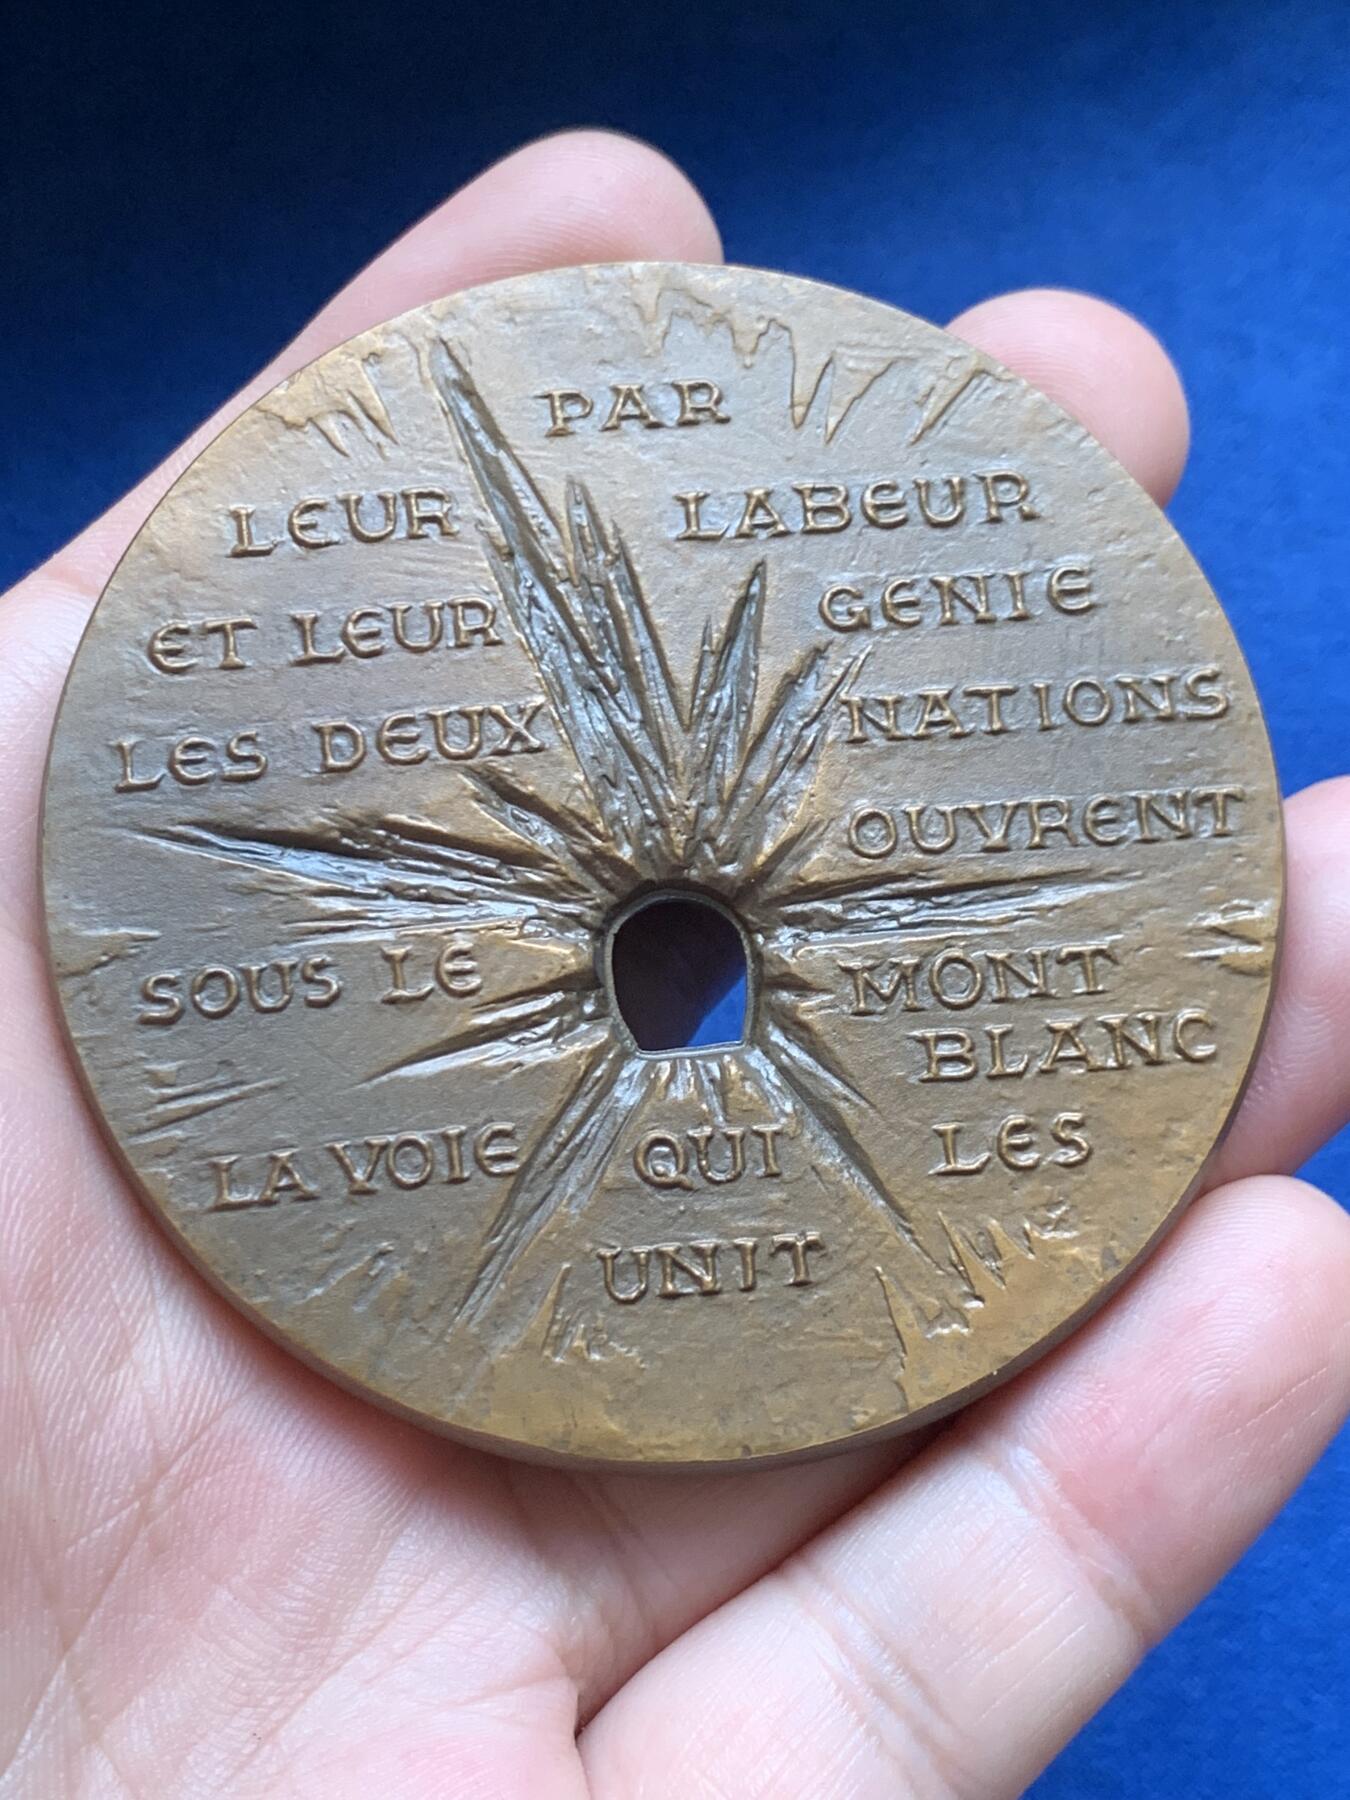 PAR
LEUR LABEUR
ET LEUR GENIE
LES DEUX NATIONS
OUVRENT
SOUS LE MONT
BLANC
LA VOIE QUI LES
UNIT